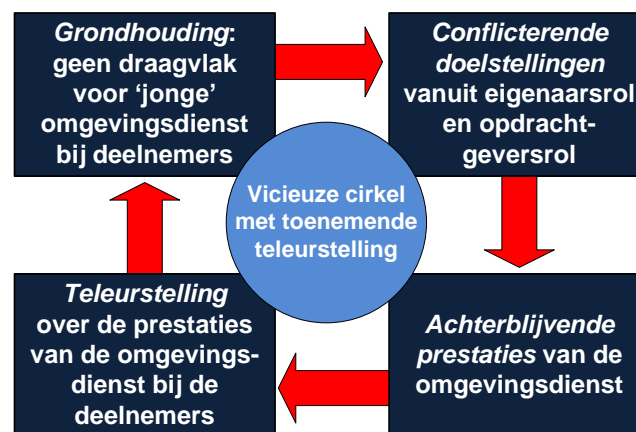 Grondhouding:
geen draagvlak
voor ‘jonge’
omgevingsdienst
bij deelnemers
Conflicterende
doelstellingen
vanuit eigenaarsrol
en opdracht-
geversrol
Vicieuze cirkel
met toenemende
teleurstelling
Teleurstelling
over de prestaties
van de omgevings-
dienst bij de
deelnemers
Achterblijvende
prestaties van de
omgevingsdienst